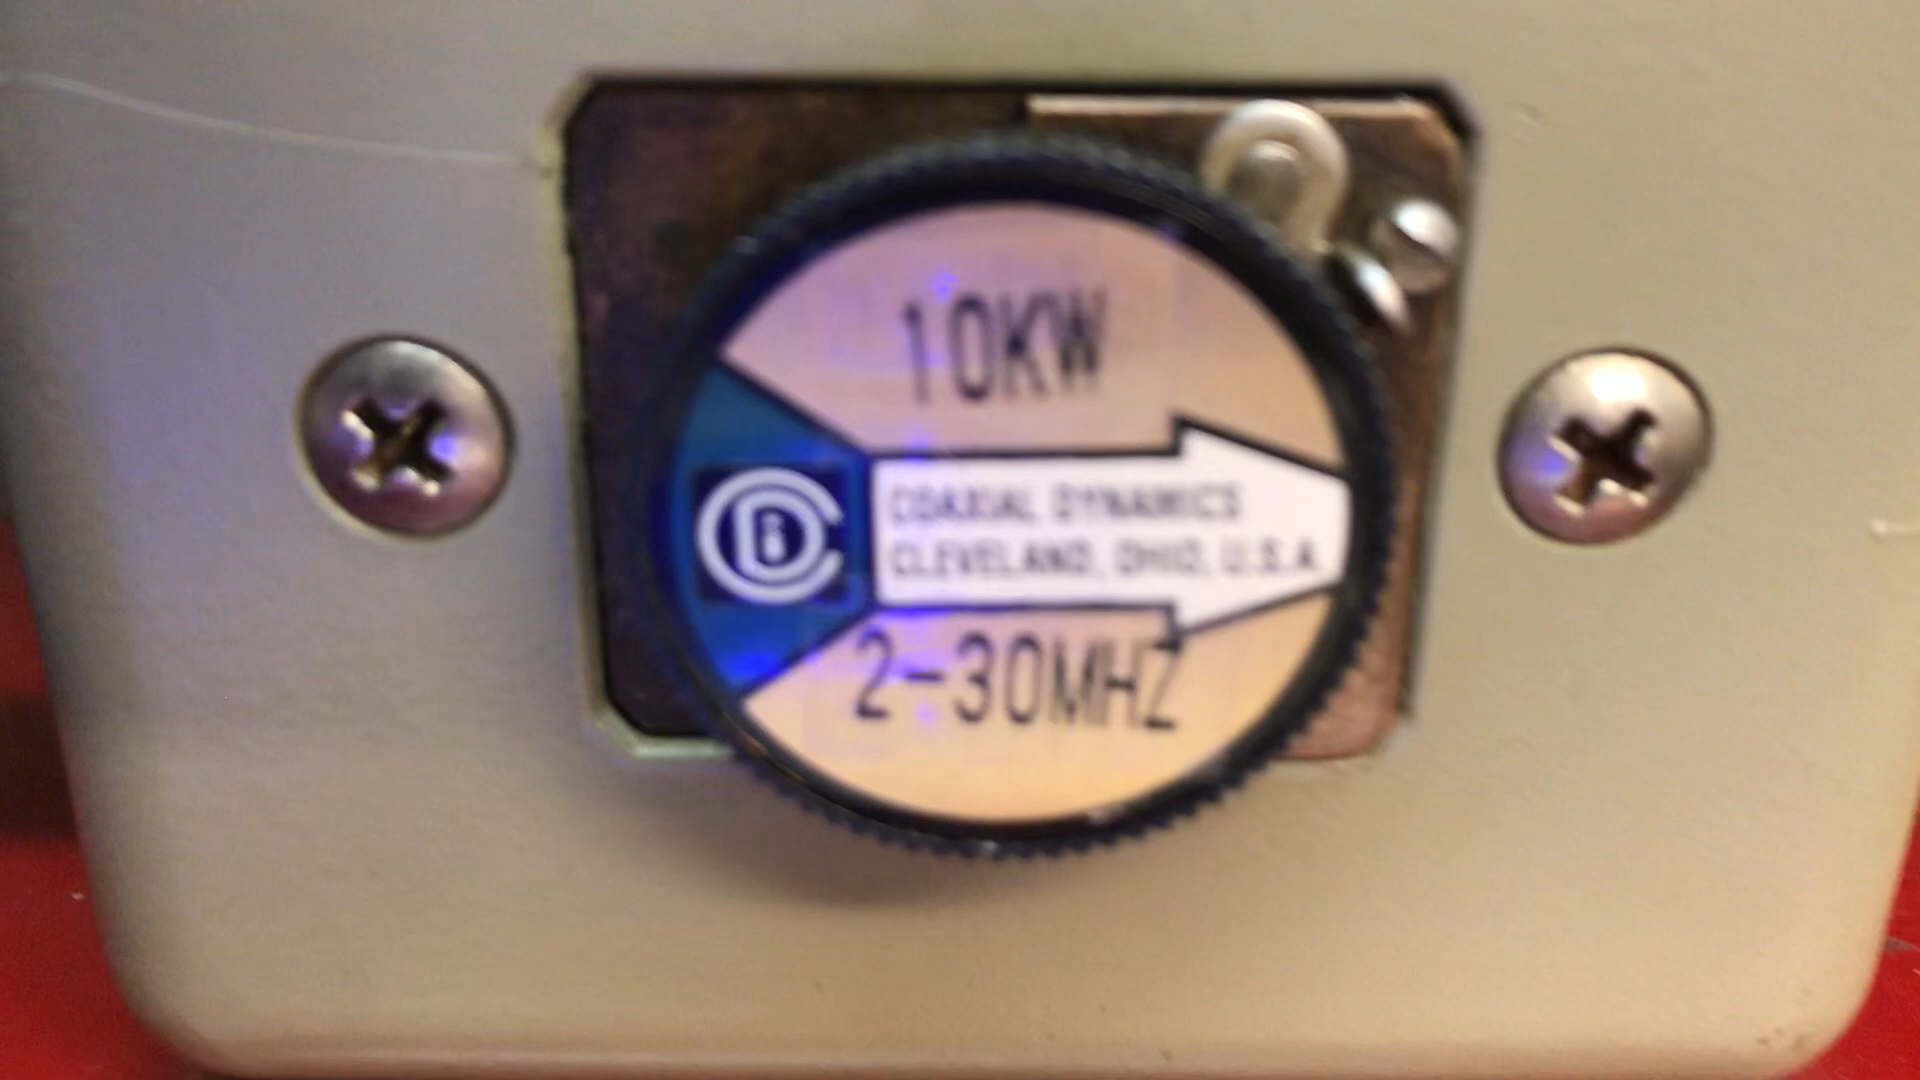 10KW
COAXIAL DYNAMICS
CLEVELAND, OHIO, U.S.A.
2-30MHZ